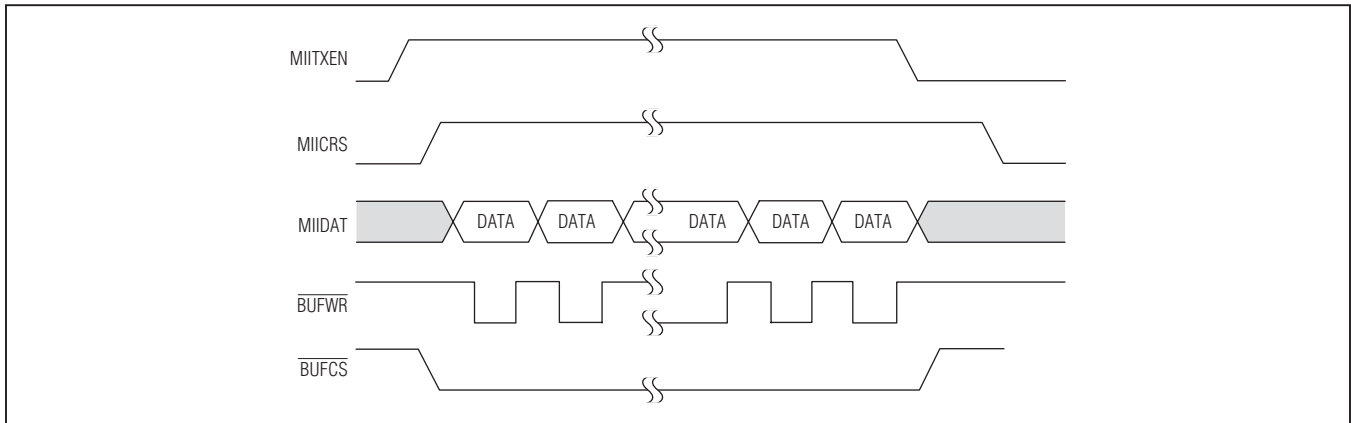 MIITXEN
MIICRS
MIIDAT DATA DATA DATA DATA DATA
BUFWR
BUFCS